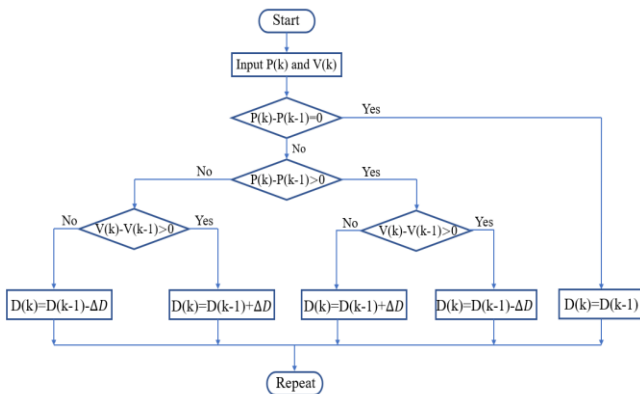 Start
Input P(k) and V(k)
P(k)-P(k-1)=0
Yes
No
P(k)-P(k-1)>0
No
Yes
V(k)-V(k-1)>0
No
Yes
V(k)-V(k-1)>0
No
Yes
D(k)=D(k-1)-ΔD
D(k)=D(k-1)+ΔD
D(k)=D(k-1)+ΔD
D(k)=D(k-1)-ΔD
D(k)=D(k-1)
Repeat